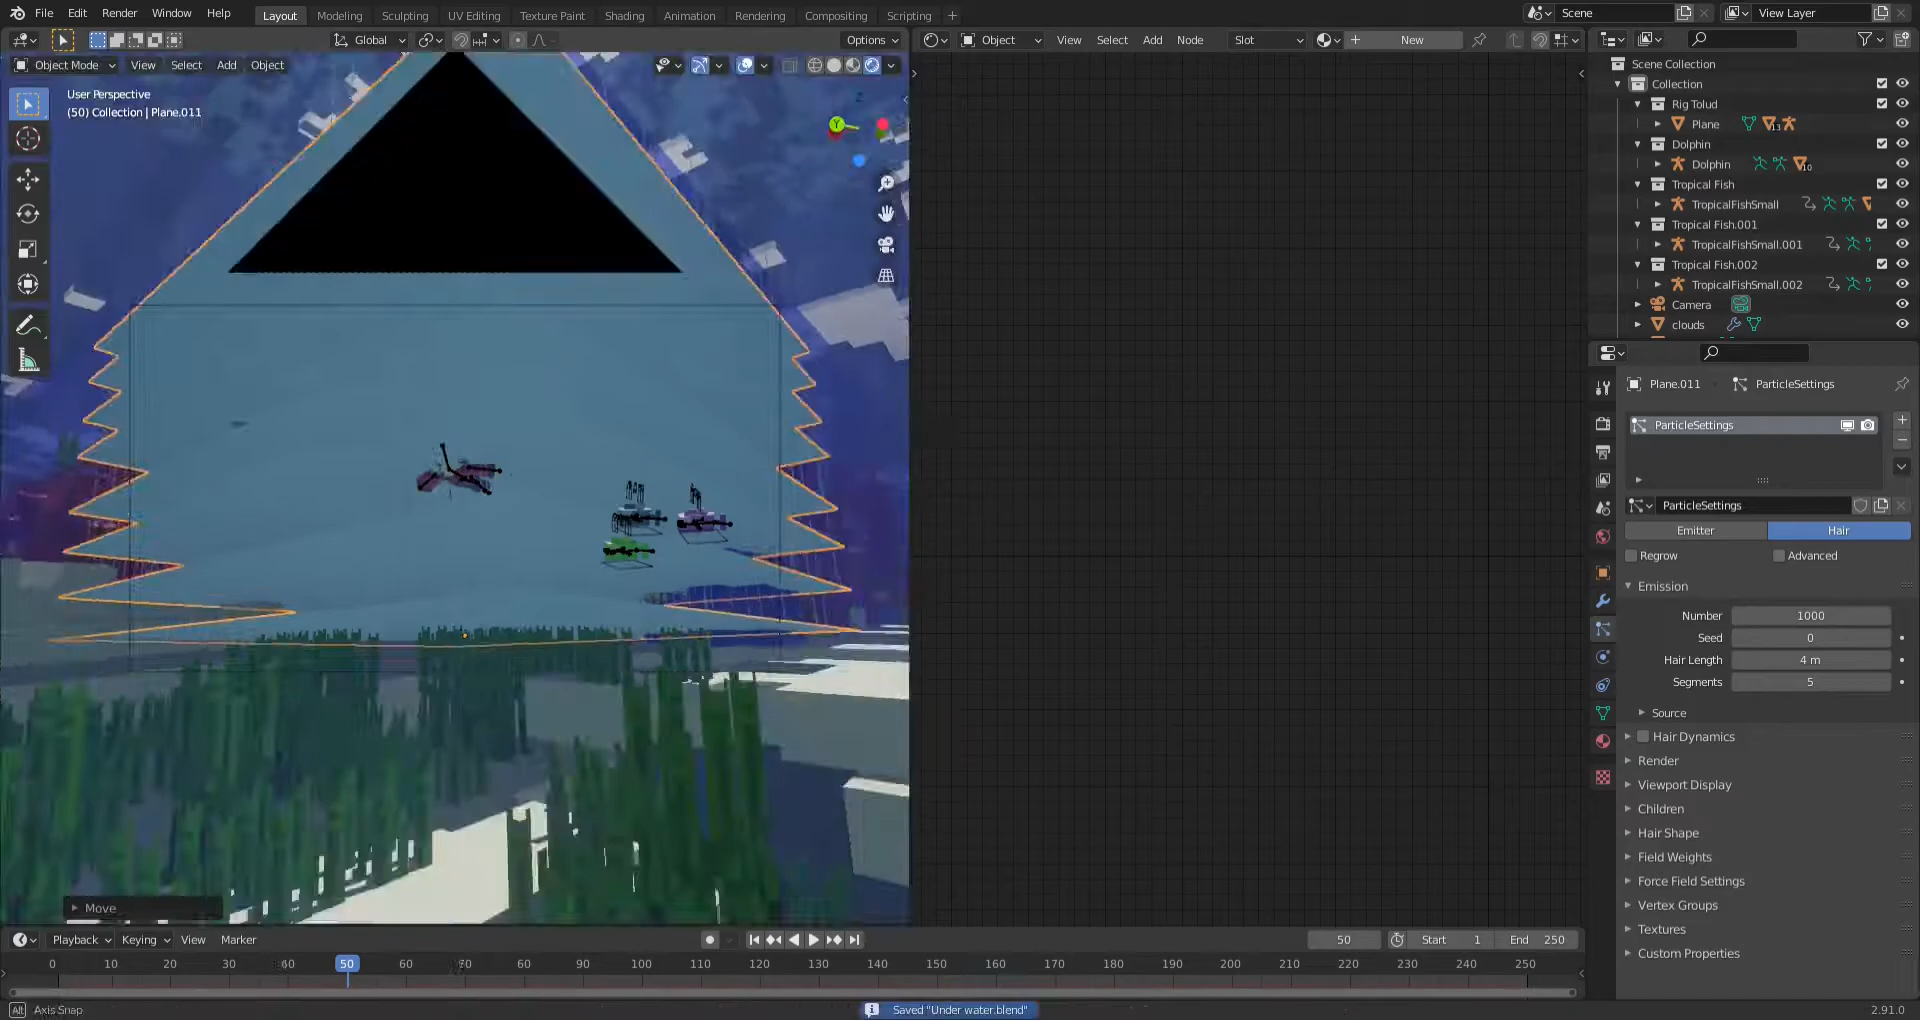 File Edit Render Window Help Layout Modeling Sculpting UV Editing Texture Paint Shading Animation Rendering Compositing Scripting + Scene View Layer
Global Options Object View Select Add Node Slot New
Object Mode View Select Add Object
User Perspective
(50) Collection | Plane.011
Y
Z
Move
Scene Collection
Collection
Rig Tolud
Plane 13
Dolphin
Dolphin 10
Tropical Fish
TropicalFishSmall
Tropical Fish.001
TropicalFishSmall.001
Tropical Fish.002
TropicalFishSmall.002
Camera
clouds
Plane.011 ParticleSettings
ParticleSettings
ParticleSettings
Emitter Hair
Regrow Advanced
Emission
Number 1000
Seed 0
Hair Length 4 m
Segments 5
Source
Hair Dynamics
Render
Viewport Display
Children
Hair Shape
Field Weights
Force Field Settings
Vertex Groups
Textures
Custom Properties
Playback Keying View Marker 50 Start 1 End 250
0 10 20 30 40 50 60 70 80 90 100 110 120 130 140 150 160 170 180 190 200 210 220 230 240 250
Alt Axis Snap Saved "Under water.blend" 2.91.0